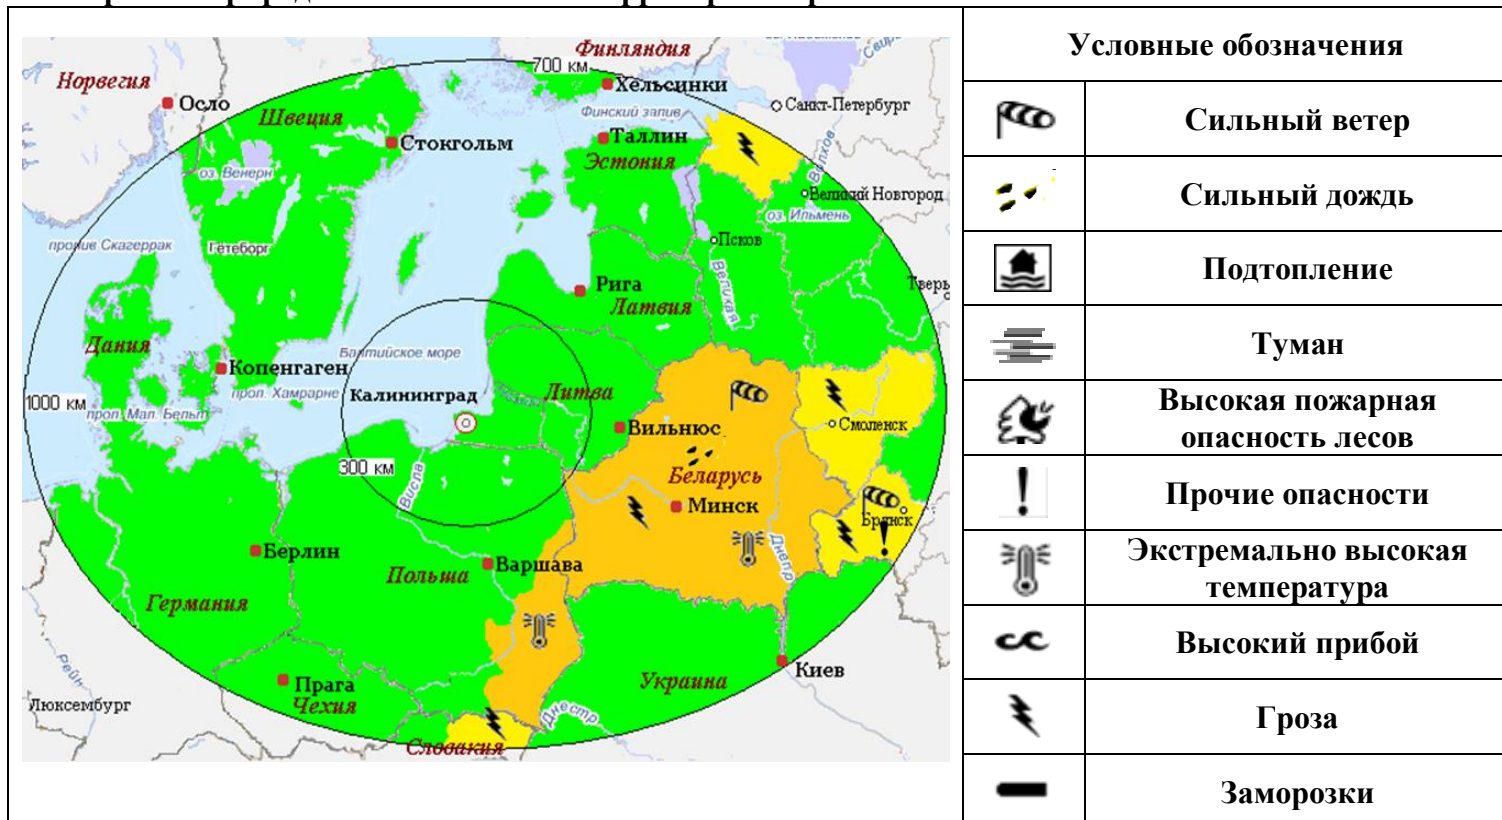 Финляндия
700 км
Норвегия
Хельсинки
Осло
Санкт-Петербург
Швеция
Финский залив
Стокгольм
Таллин
Эстония
Волхов
оз. Венерн
Великий Новгород
оз. Ильмень
пролив Скагеррак
Гётеборг
Псков
Великая
Рига
Тверь
Латвия
Дания
Балтийское море
Копенгаген
прол. Хамрарне
Калининград
Литва
1000 км
прол. Мал. Бельт
Вильнюс
Смоленск
300 км
Висла
Беларусь
Минск
Брянск
Днепр
Берлин
Варшава
Польша
Германия
Рейн
Киев
Украина
Прага
Чехия
Люксембург
Днестр
Словакия
Условные обозначения
Сильный ветер
Сильный дождь
Подтопление
Туман
Высокая пожарная
опасность лесов
Прочие опасности
Экстремально высокая
температура
Высокий прибой
Гроза
Заморозки